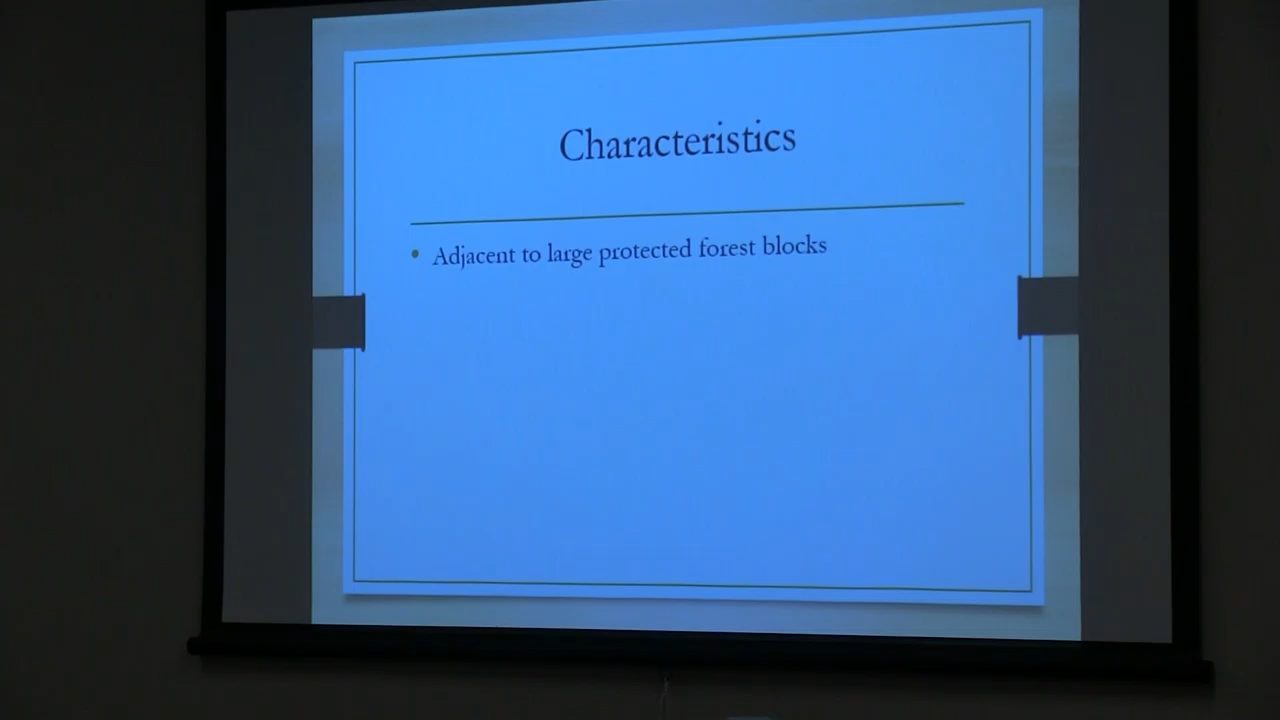 Characteristics
• Adjacent to large protected forest blocks